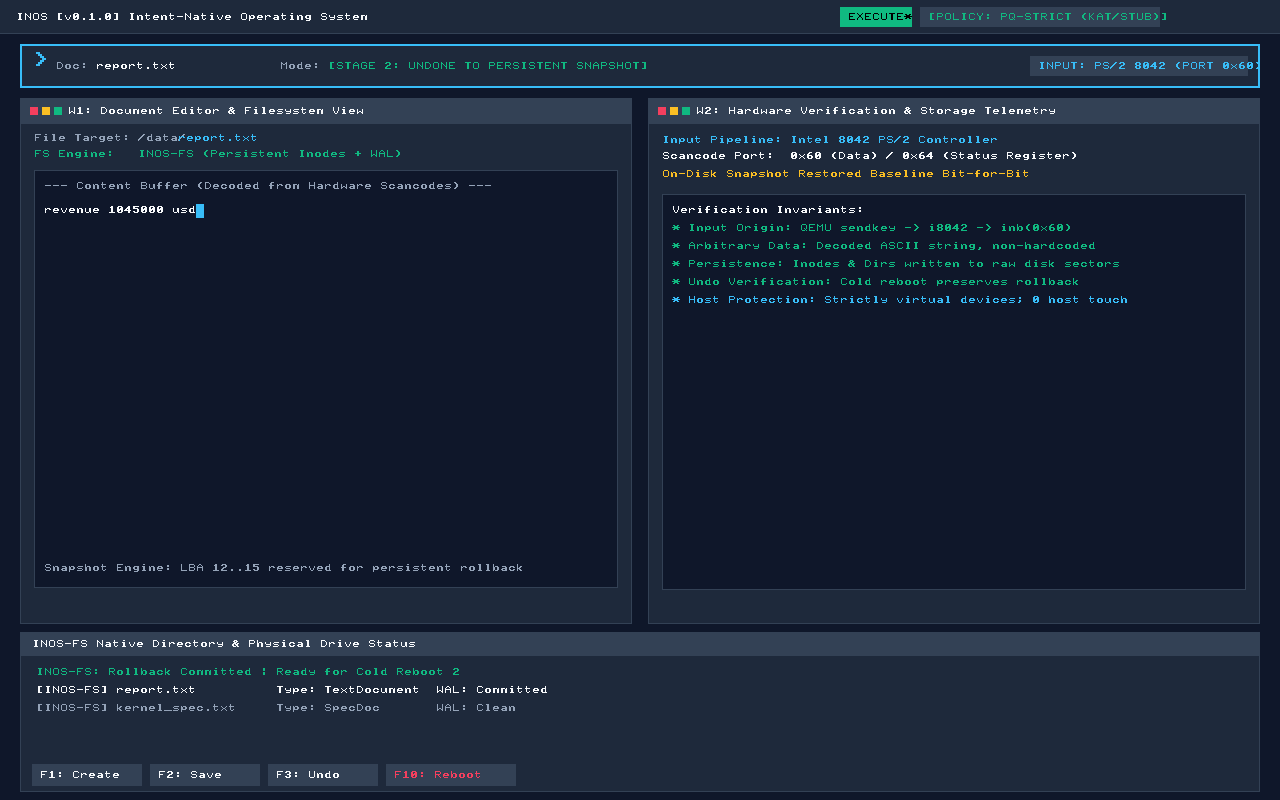 INOS [v0.1.0] Intent-Native Operating System
EXECUTE* [POLICY: PQ-STRICT (KAT/STUB)]
> Doc: report.txt Mode: [STAGE 2: UNDONE TO PERSISTENT SNAPSHOT] INPUT: PS/2 8042 (PORT 0x60)
W1: Document Editor & Filesystem View
File Target: /data/report.txt
FS Engine: INOS-FS (Persistent Inodes + WAL)
--- Content Buffer (Decoded from Hardware Scancodes) ---
revenue 1045000 usd
Snapshot Engine: LBA 12..15 reserved for persistent rollback
W2: Hardware Verification & Storage Telemetry
Input Pipeline: Intel 8042 PS/2 Controller
Scancode Port: 0x60 (Data) / 0x64 (Status Register)
On-Disk Snapshot Restored Baseline Bit-for-Bit
Verification Invariants:
* Input Origin: QEMU sendkey -> i8042 -> inb(0x60)
* Arbitrary Data: Decoded ASCII string, non-hardcoded
* Persistence: Inodes & Dirs written to raw disk sectors
* Undo Verification: Cold reboot preserves rollback
* Host Protection: Strictly virtual devices; 0 host touch
INOS-FS Native Directory & Physical Drive Status
INOS-FS: Rollback Committed | Ready for Cold Reboot 2
[INOS-FS] report.txt Type: TextDocument WAL: Committed
[INOS-FS] kernel_spec.txt Type: SpecDoc WAL: Clean
F1: Create F2: Save F3: Undo F10: Reboot